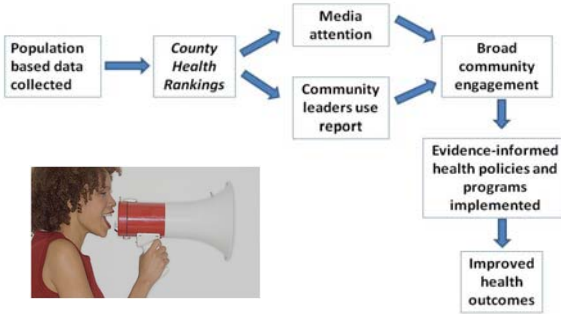 Population
based data
collected
County
Health
Rankings
Media
attention
Community
leaders use
report
Broad
community
engagement
Evidence-informed
health policies and
programs
implemented
Improved
health
outcomes